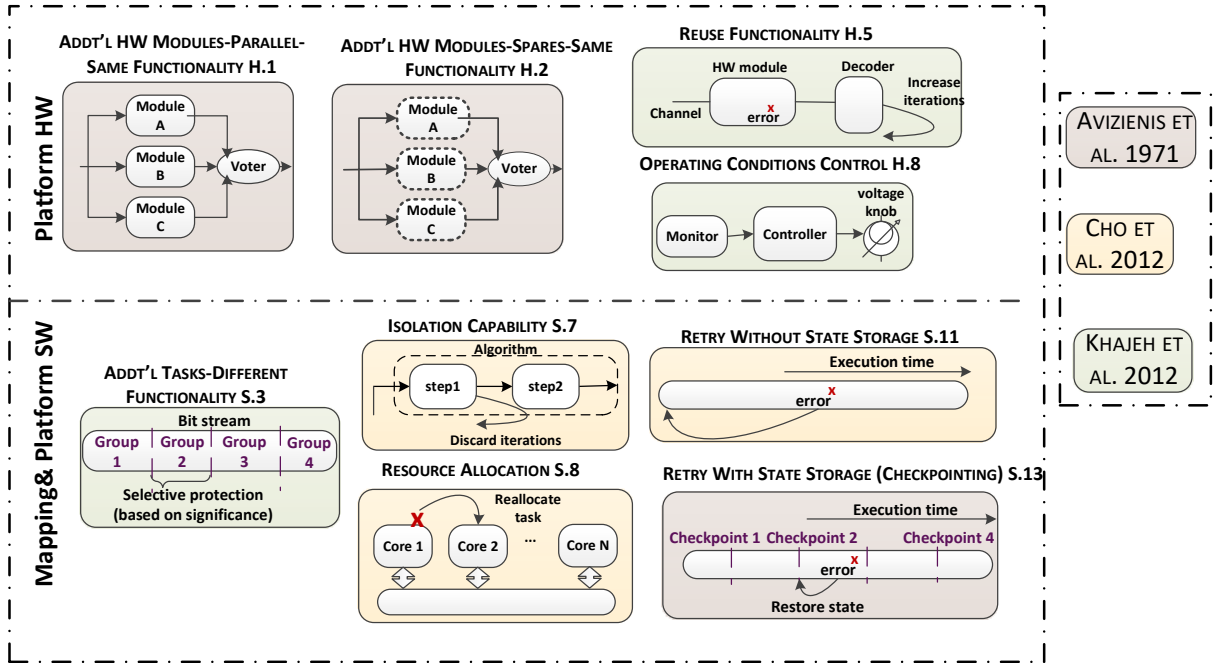 Platform HW
ADDT'L HW MODULES-PARALLEL-
SAME FUNCTIONALITY H.1
Module
A
Module
B
Module
C
Voter
ADDT'L HW MODULES-SPARES-SAME
FUNCTIONALITY H.2
Module
A
Module
B
Module
C
Voter
REUSE FUNCTIONALITY H.5
HW module
Decoder
Increase
iterations
Channel
x
error
OPERATING CONDITIONS CONTROL H.8
voltage
knob
Monitor
Controller
Mapping& Platform SW
ADDT'L TASKS-DIFFERENT
FUNCTIONALITY S.3
Bit stream
Group
1
Group
2
Group
3
Group
4
Selective protection
(based on significance)
ISOLATION CAPABILITY S.7
Algorithm
step1
step2
Discard iterations
RESOURCE ALLOCATION S.8
Reallocate
task
X
...
Core 1
Core 2
Core N
RETRY WITHOUT STATE STORAGE S.11
Execution time
x
error
RETRY WITH STATE STORAGE (CHECKPOINTING) S.13
Execution time
Checkpoint 1
Checkpoint 2
Checkpoint 4
x
error
Restore state
AVIZIENIS ET
AL. 1971
CHO ET
AL. 2012
KHAJEH ET
AL. 2012